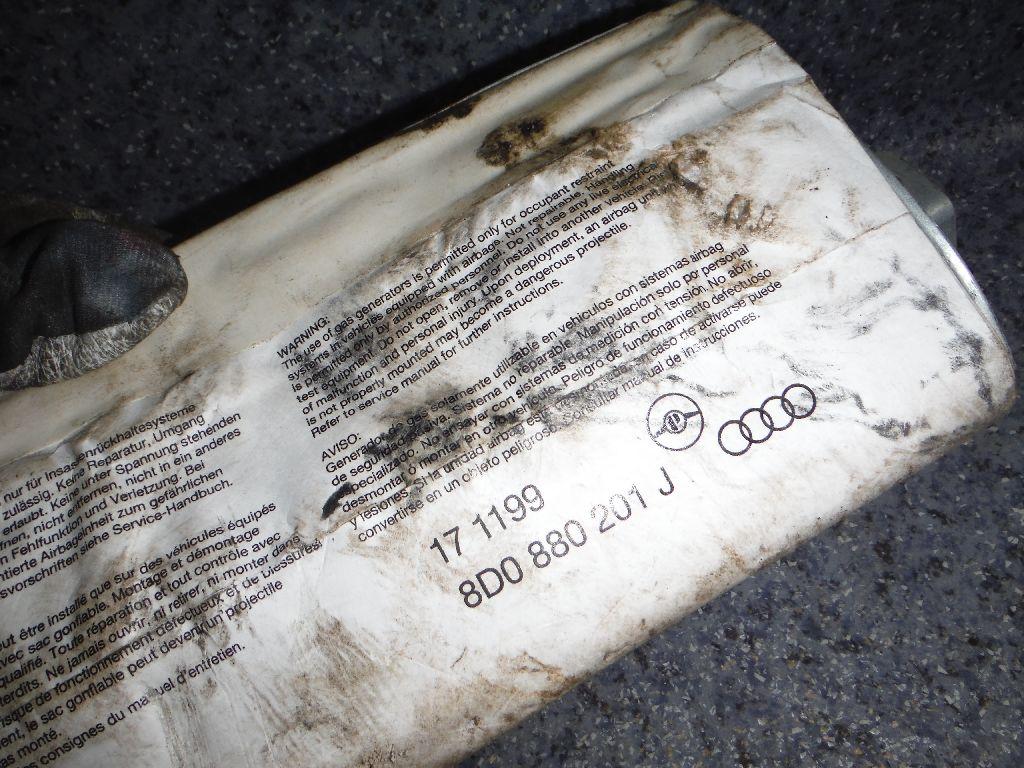 WARNING:
The use of gas generators is permitted only for occupant restraint
systems in vehicles equipped with airbags. Not repairable. Handling
is permitted only by authorized personnel. Do not use any live electrical
test equipment. Do not open, remove or install into another vehicle
of malfunction and personal injury. Upon deployment, an airbag unit
is not properly mounted may become a dangerous projectile.
Refer to service manual for further instructions.
AVISO:
Generador de gas solamente utilizable en vehículos con sistemas airbag
de seguridad pasiva. Sistema no reparable. Manipulación solo por personal
especializado. No ensayar con sistemas de medición con tensión. No abrir,
desmontar o montar en otro vehículo. Peligro de funcionamiento defectuoso
y lesiones. Si la unidad airbag está en caso de activarse puede
convertirse en un objeto peligroso. Consultar manual de instrucciones.
17 1199
8D0 880 201 J
nur für Insassenrückhaltesysteme
zulässig. Keine Reparatur, Umgang
erlaubt. Keine unter Spannung stehenden
fnen, nicht entfernen, nicht in ein anderes
n Fehlfunktion und Verletzung. Bei
ntierte Airbageinheit zum gefährlichen
svorschriften siehe Service-Handbuch.
out être installé que sur des véhicules équipés
vec sac gonflable. Montage et démontage
qualifié. Toute réparation et tout contrôle avec
terdits. Ne jamais ouvrir, ni retirer, ni monter dans
risque de fonctionnement défectueux et de blessures.
ent, le sac gonflable peut devenir un projectile
as monté.
consignes du manuel d'entretien.